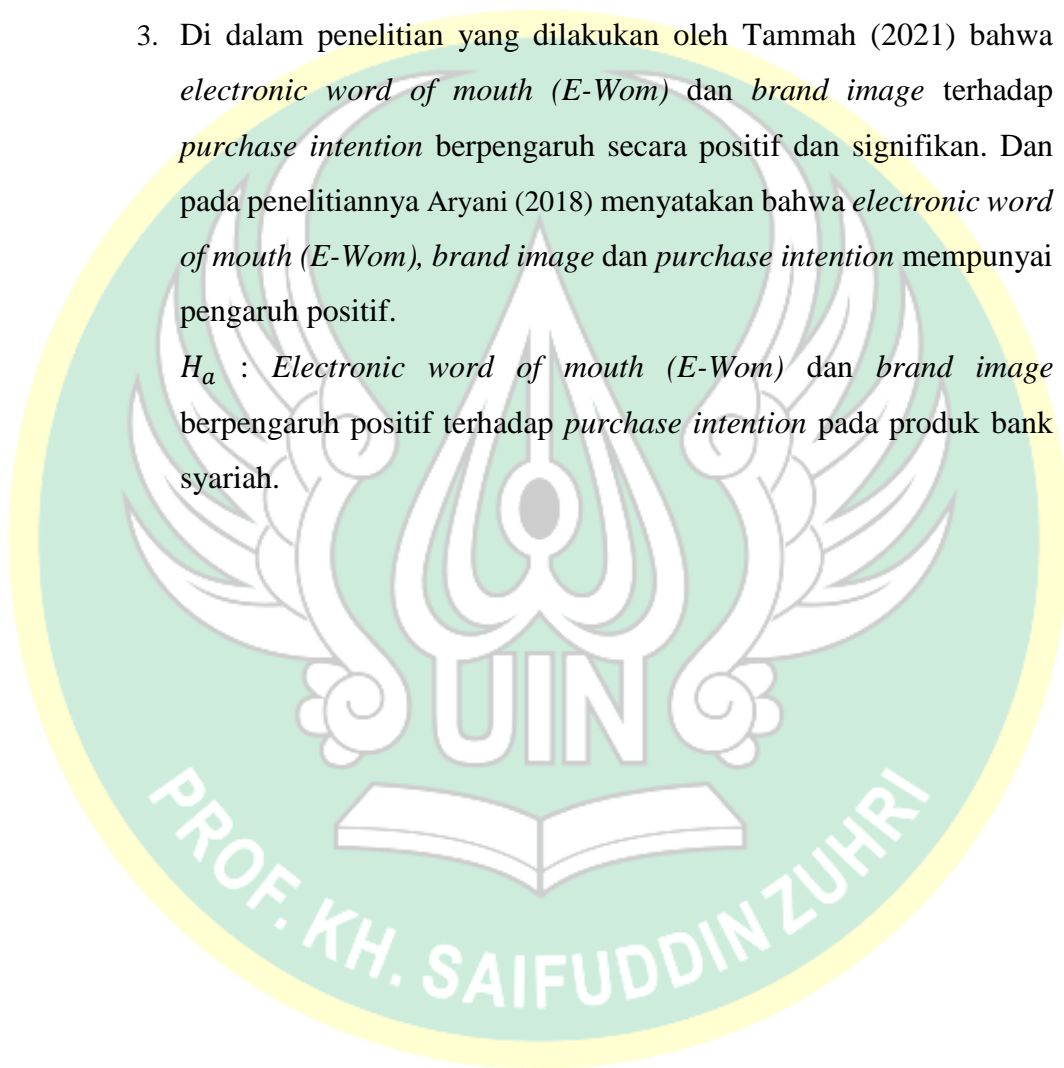 3. Di dalam penelitian yang dilakukan oleh Tammah (2021) bahwa
electronic word of mouth (E-Wom) dan brand image terhadap
purchase intention berpengaruh secara positif dan signifikan. Dan
pada penelitiannya Aryani (2018) menyatakan bahwa electronic word
of mouth (E-Wom), brand image dan purchase intention mempunyai
pengaruh positif.
Hₐ : Electronic word of mouth (E-Wom) dan brand image
berpengaruh positif terhadap purchase intention pada produk bank
syariah.
UIN
PROF. KH. SAIFUDDIN ZUHRI